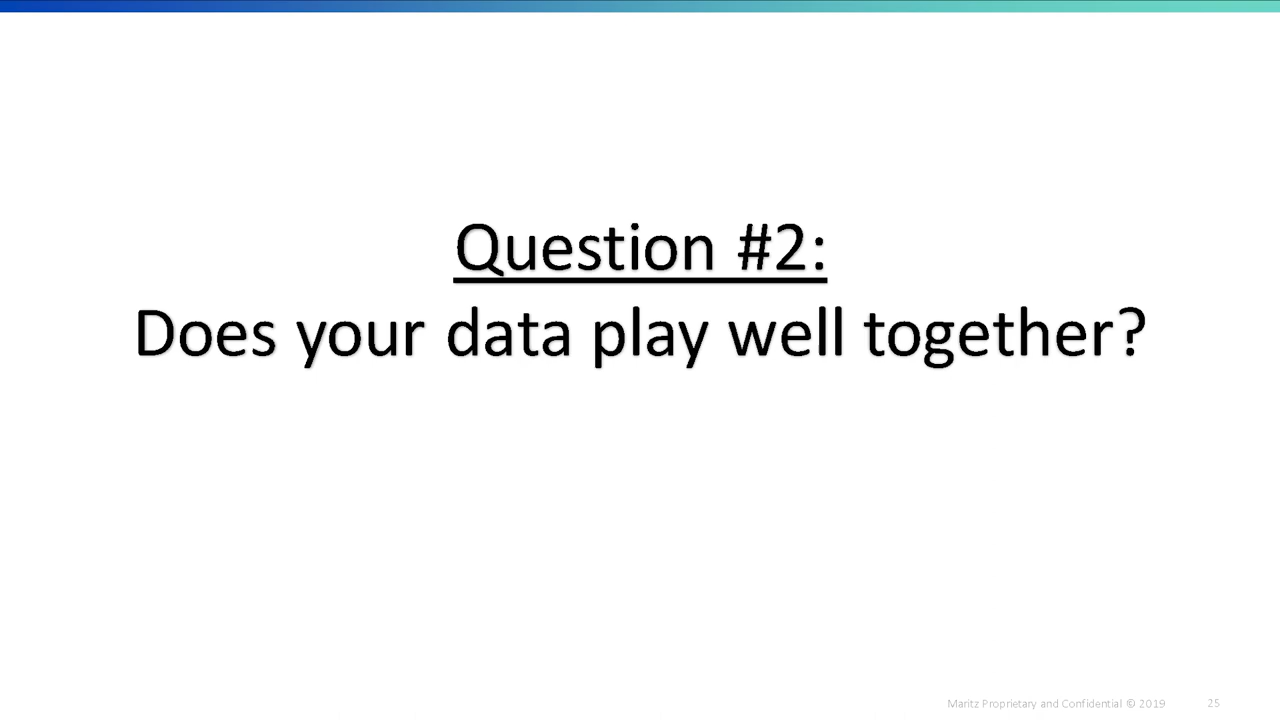 Question #2:
Does your data play well together?
Maritz Proprietary and Confidential © 2019
25